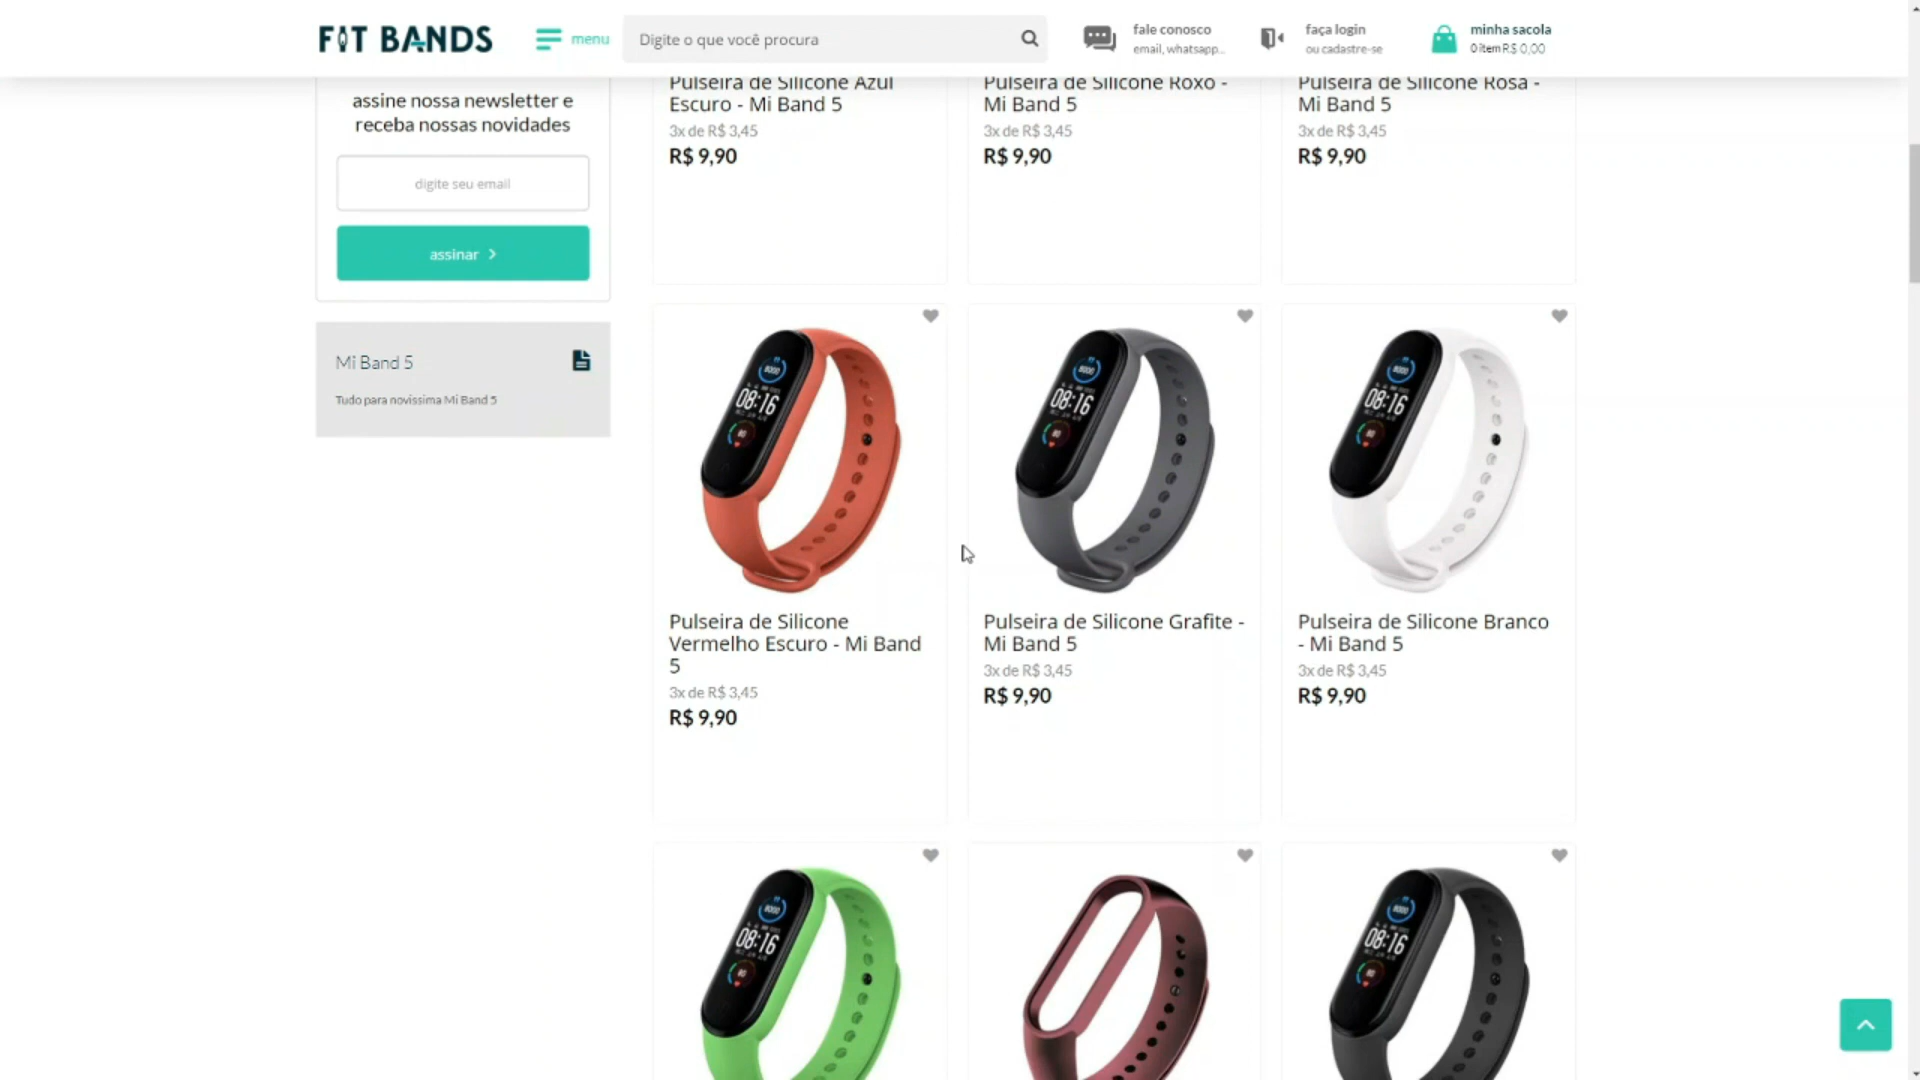 FIT BANDS
menu
Digite o que você procura
fale conosco
email, whatsapp...
faça login
ou cadastre-se
minha sacola
0 item R$ 0,00
assine nossa newsletter e
receba nossas novidades
digite seu email
assinar
Mi Band 5
Tudo para novissima Mi Band 5
Pulseira de Silicone Azul
Escuro - Mi Band 5
3x de R$ 3,45
R$ 9,90
Pulseira de Silicone Roxo -
Mi Band 5
3x de R$ 3,45
R$ 9,90
Pulseira de Silicone Rosa -
Mi Band 5
3x de R$ 3,45
R$ 9,90
08:16
Pulseira de Silicone
Vermelho Escuro - Mi Band
5
3x de R$ 3,45
R$ 9,90
08:16
Pulseira de Silicone Grafite -
Mi Band 5
3x de R$ 3,45
R$ 9,90
08:16
Pulseira de Silicone Branco
- Mi Band 5
3x de R$ 3,45
R$ 9,90
08:16
08:16